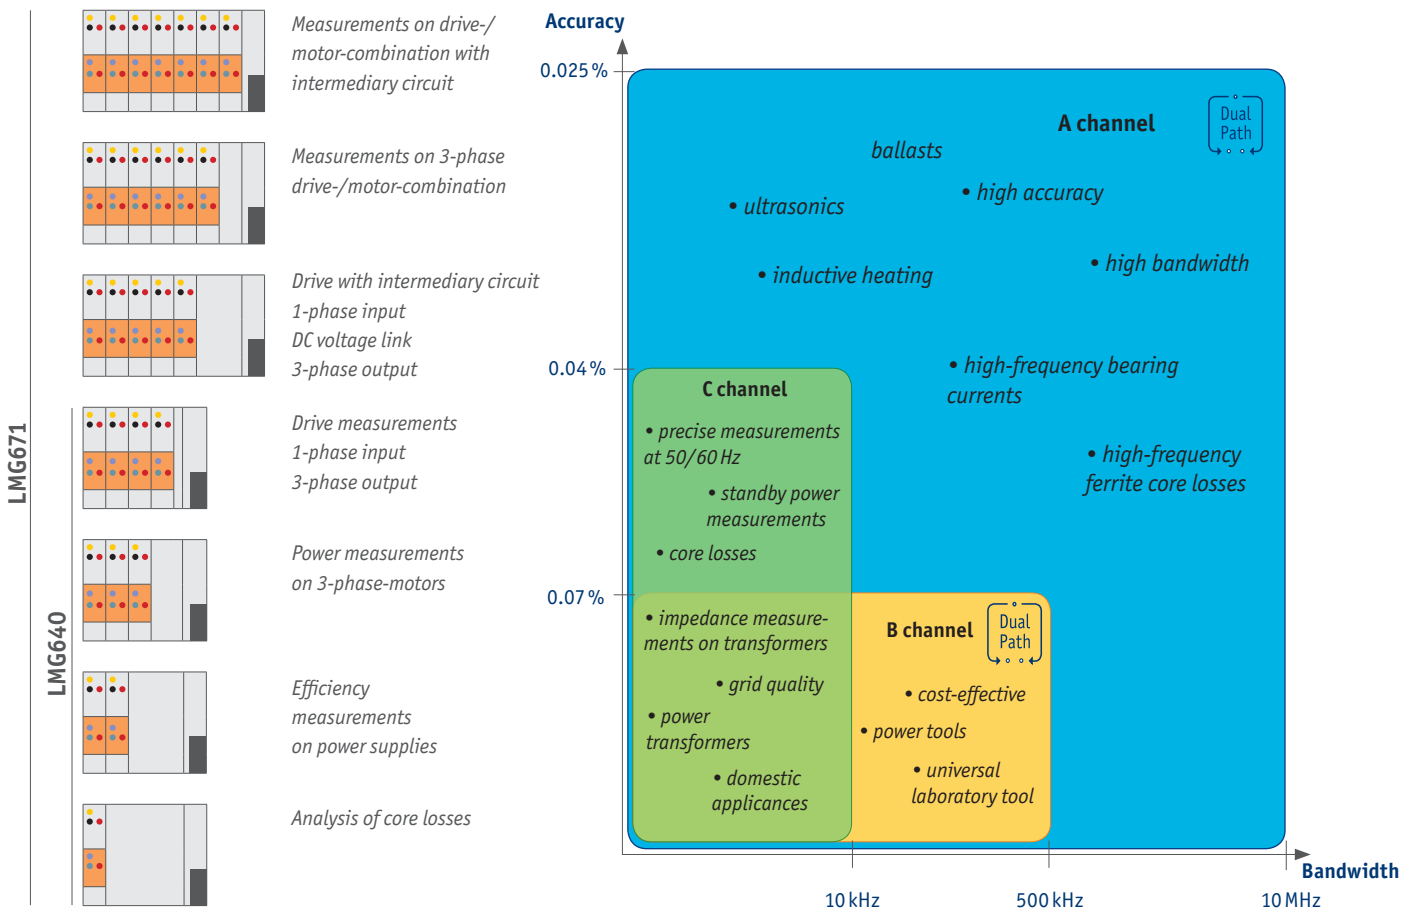 LMG671
LMG640
Measurements on drive-/
motor-combination with
intermediary circuit
Measurements on 3-phase
drive-/motor-combination
Drive with intermediary circuit
1-phase input
DC voltage link
3-phase output
Drive measurements
1-phase input
3-phase output
Power measurements
on 3-phase-motors
Efficiency
measurements
on power supplies
Analysis of core losses
Accuracy
0.025 %
0.04 %
0.07 %
A channel
Dual
Path
ballasts
• high accuracy
• ultrasonics
• high bandwidth
• inductive heating
• high-frequency bearing
currents
• high-frequency
ferrite core losses
C channel
• precise measurements
at 50/60 Hz
• standby power
measurements
• core losses
• impedance measure-
ments on transformers
• grid quality
• power
transformers
• domestic
applicances
B channel
Dual
Path
• cost-effective
• power tools
• universal
laboratory tool
Bandwidth
10 kHz
500 kHz
10 MHz